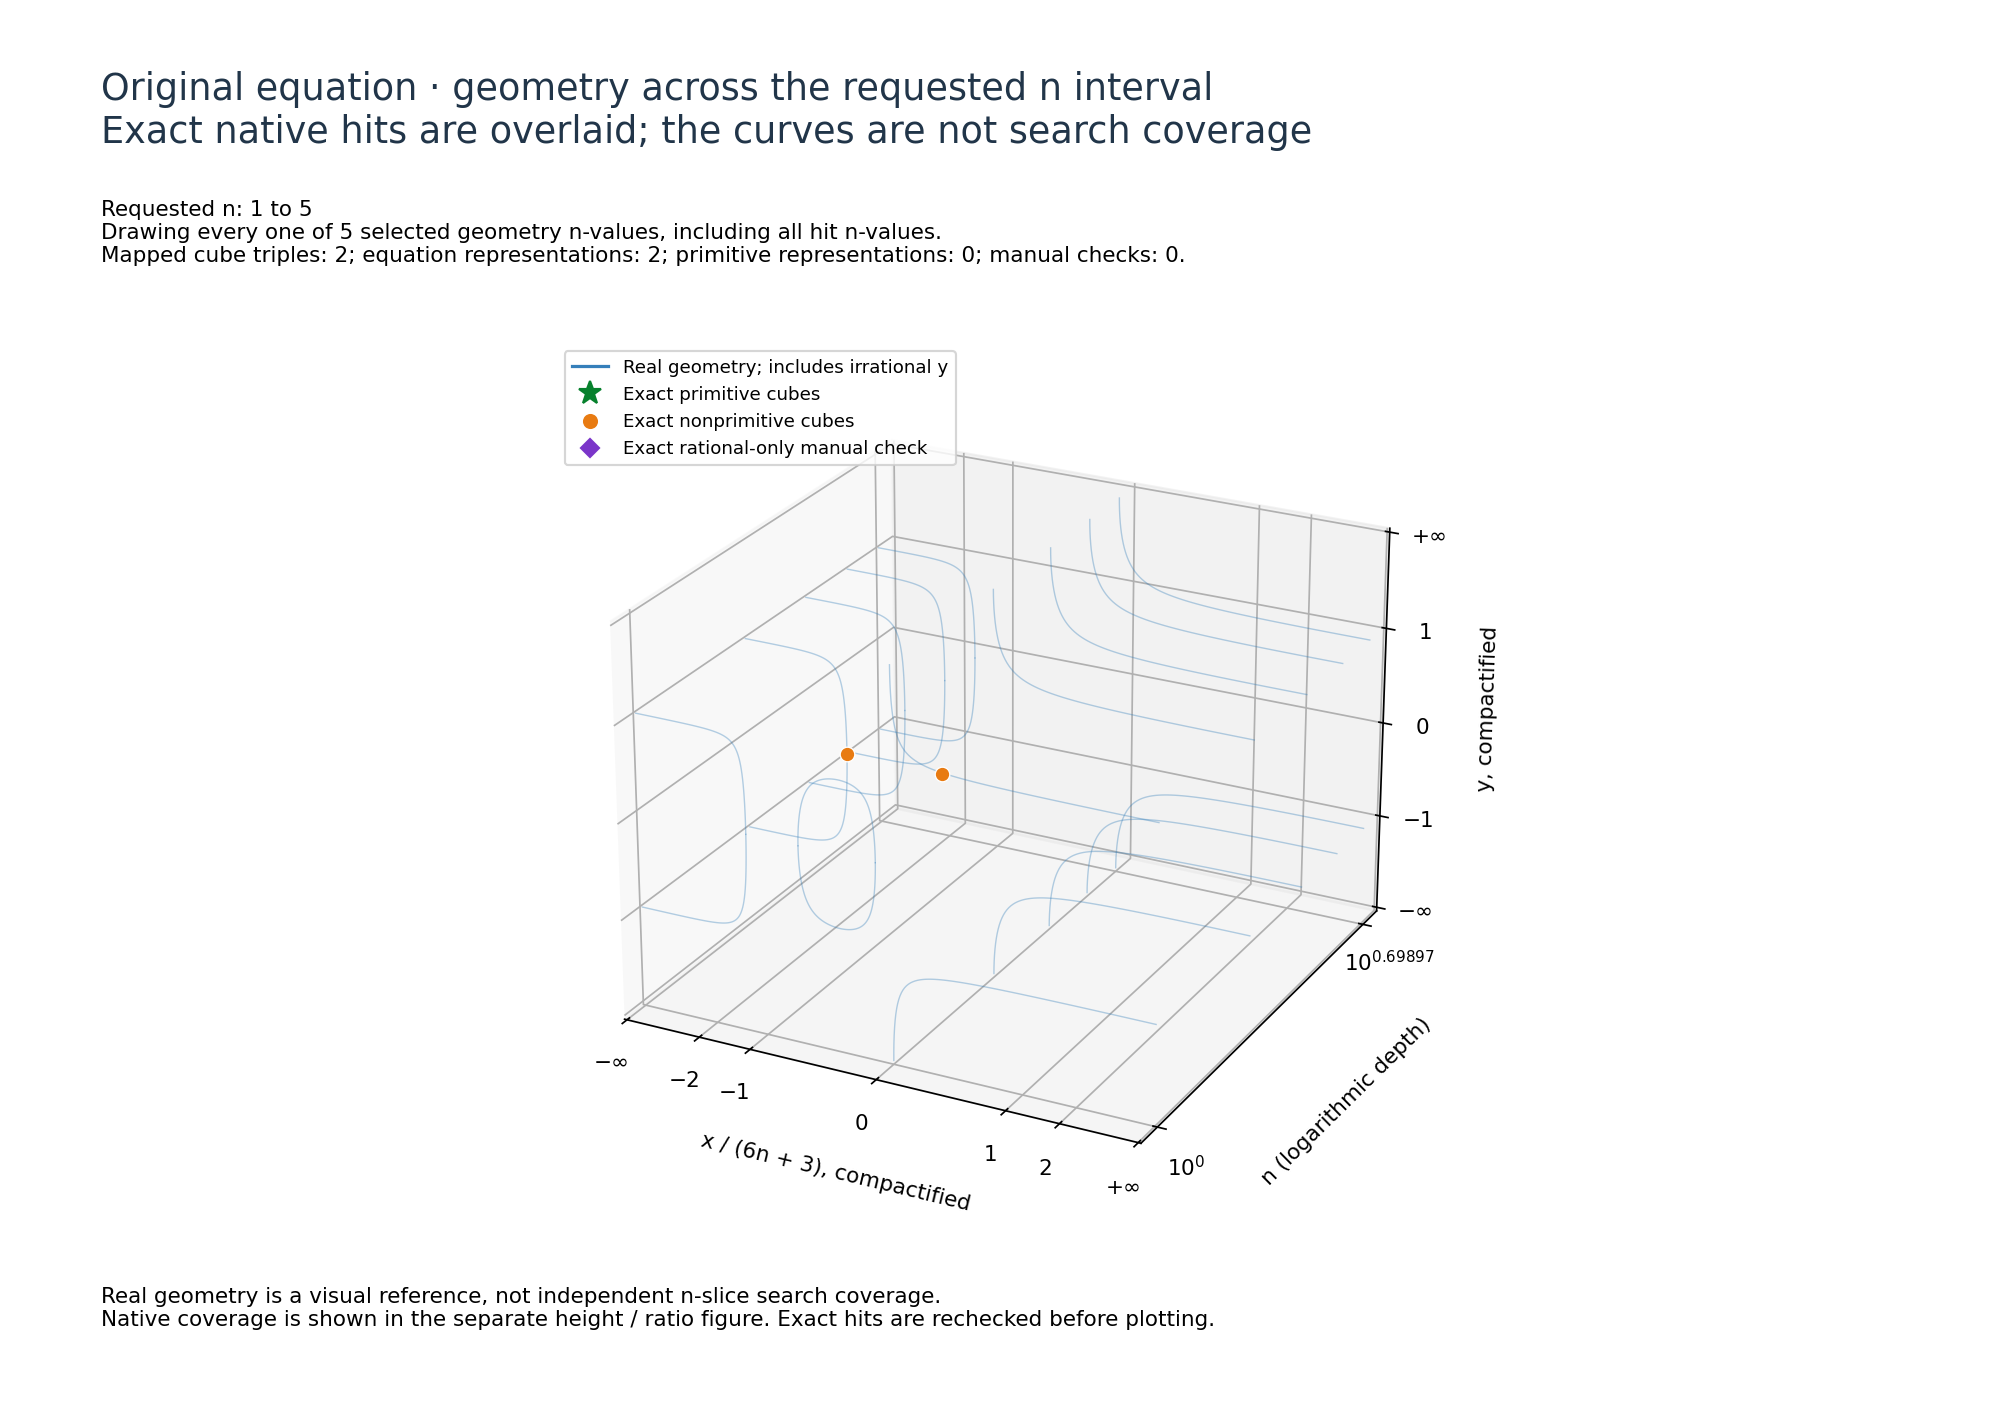 Original equation · geometry across the requested n interval
Exact native hits are overlaid; the curves are not search coverage
Requested n: 1 to 5
Drawing every one of 5 selected geometry n-values, including all hit n-values.
Mapped cube triples: 2; equation representations: 2; primitive representations: 0; manual checks: 0.
Real geometry; includes irrational y
Exact primitive cubes
Exact nonprimitive cubes
Exact rational-only manual check
+∞
1
0
−1
−∞
y, compactified
10^0.69897
10^0
n (logarithmic depth)
−∞
−2
−1
0
1
2
+∞
x / (6n + 3), compactified
Real geometry is a visual reference, not independent n-slice search coverage.
Native coverage is shown in the separate height / ratio figure. Exact hits are rechecked before plotting.